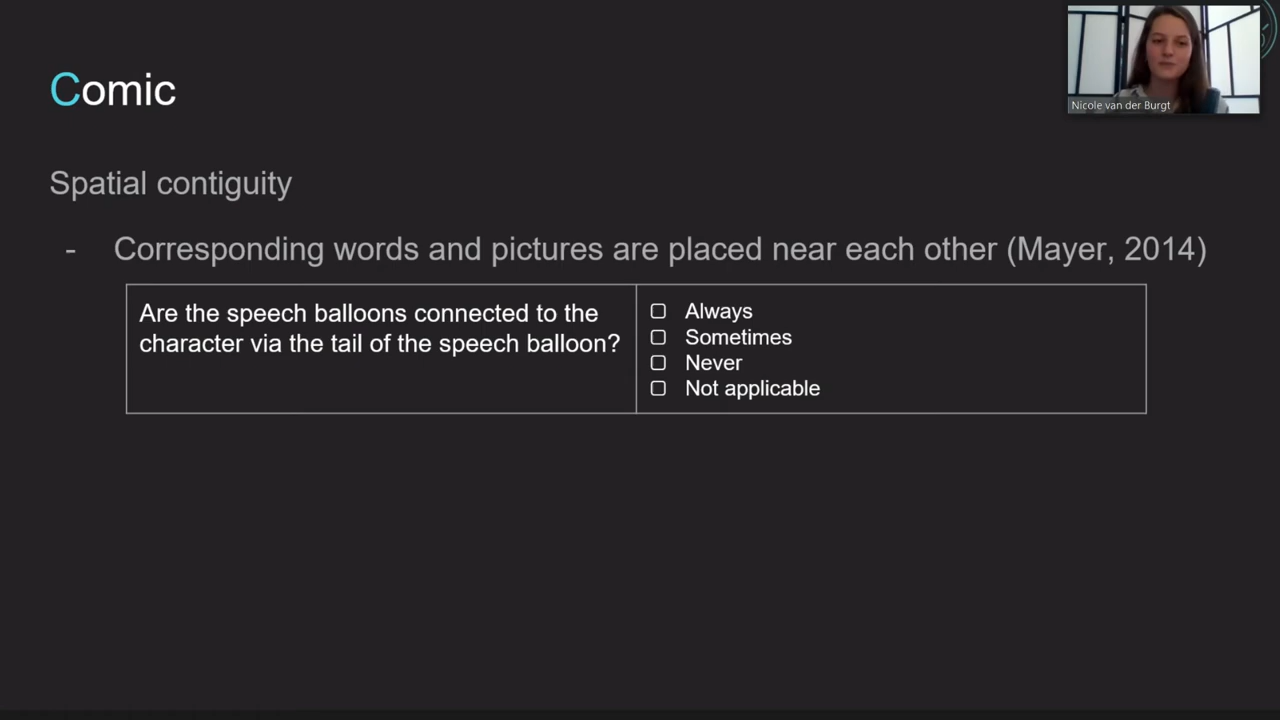 Comic
Nicole van der Burgt
Spatial contiguity
- Corresponding words and pictures are placed near each other (Mayer, 2014)
Are the speech balloons connected to the
character via the tail of the speech balloon?
Always
Sometimes
Never
Not applicable